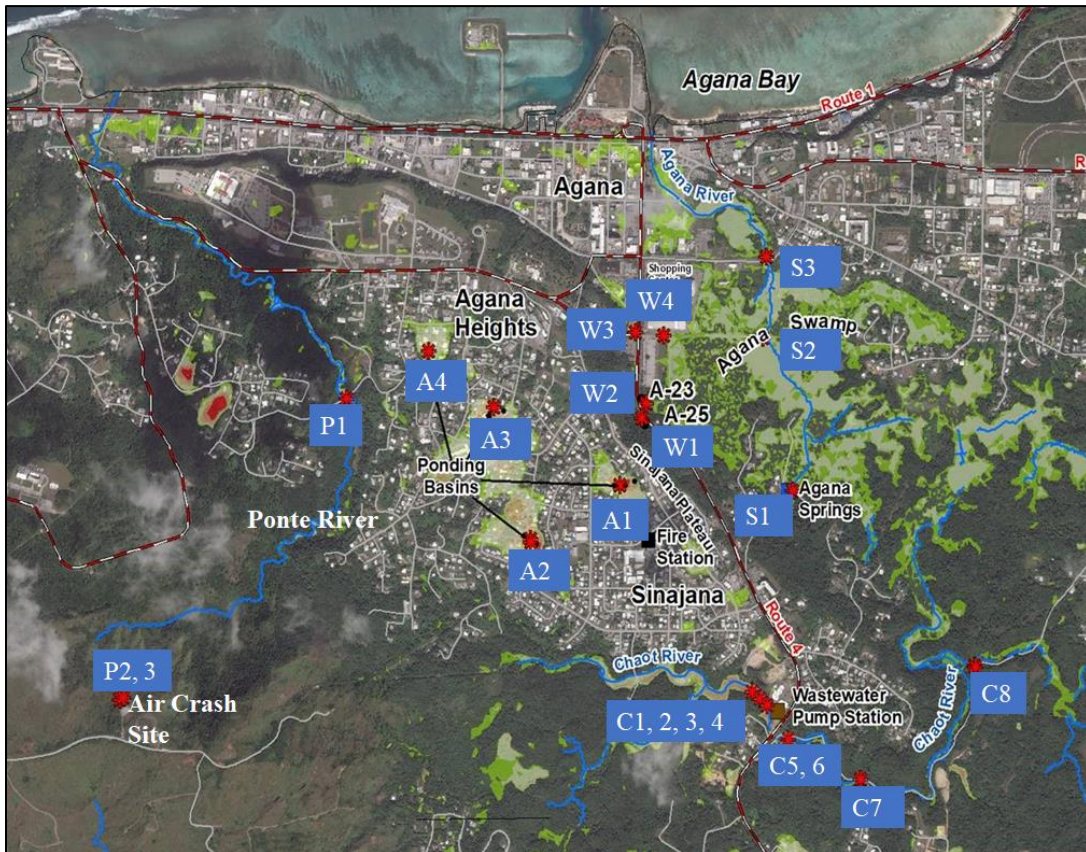 Agana Bay
Route 1
R
Agana River
Agana
S3
Shopping
W4
Agana
Heights
W3
Agana
Swamp
S2
A4
W2
A-23
A-25
P1
A3
W1
Ponding
Basins
Sinajana Plateau
Agana
Springs
S1
A1
Ponte River
Fire
Station
A2
Sinajana
Route 4
Chaot River
P2, 3
Air Crash
Site
C8
Wastewater
Pump Station
C1, 2, 3, 4
Chaot River
C5, 6
C7